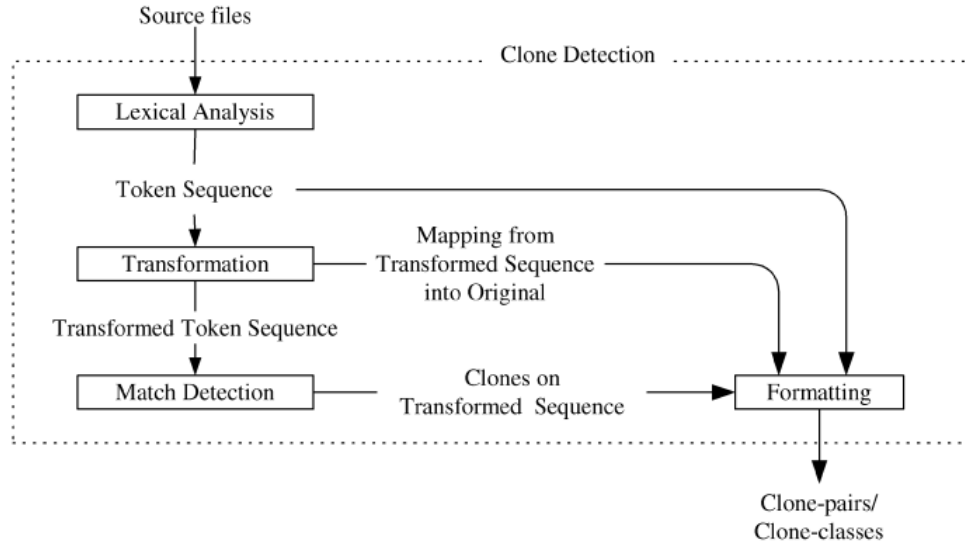 Source files
Clone Detection
Lexical Analysis
Token Sequence
Mapping from
Transformation
Transformed Sequence
into Original
Transformed Token Sequence
Match Detection
Clones on
Transformed Sequence
Formatting
Clone-pairs/
Clone-classes